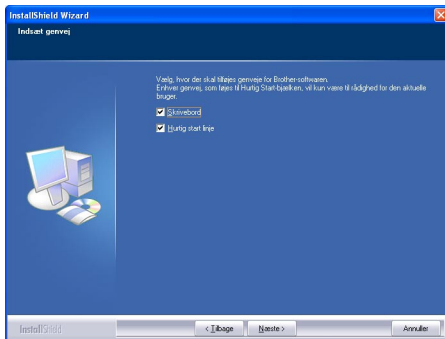 InstallShield Wizard
Indsæt genvej
Vælg, hvor der skal tilføjes genveje for Brother-softwaren.
Enhver genvej, som føjes til Hurtig Start-bjælken, vil kun være til rådighed for den aktuelle
bruger.
Skrivebord
Hurtig start linje
InstallShield
< Tilbage
Næste >
Annuller